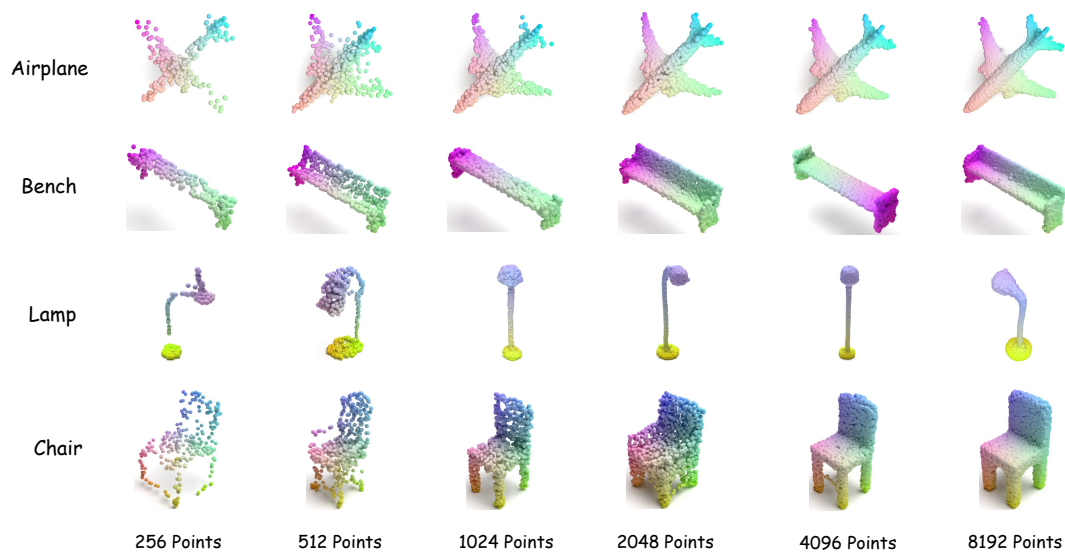 Airplane
Bench
Lamp
Chair
256 Points 512 Points 1024 Points 2048 Points 4096 Points 8192 Points